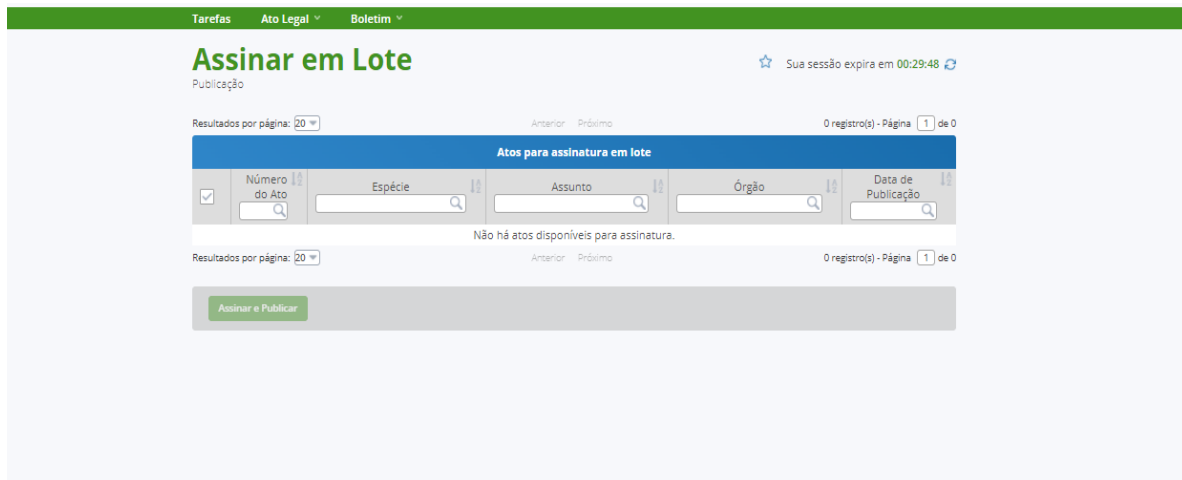 Tarefas Ato Legal Boletim
Assinar em Lote
Sua sessão expira em 00:29:48
Publicação
Resultados por página: 20 Anterior Próximo 0 registro(s) - Página 1 de 0
Atos para assinatura em lote
Número do Ato Espécie Assunto Órgão Data de Publicação
Não há atos disponíveis para assinatura.
Resultados por página: 20 Anterior Próximo 0 registro(s) - Página 1 de 0
Assinar e Publicar